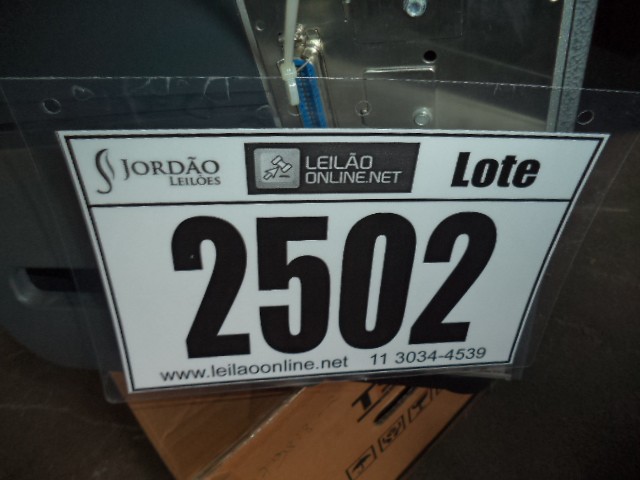 JORDÃO
LEILÕES
LEILÃO
ONLINE.NET
Lote
2502
www.leilaoonline.net 11 3034-4539